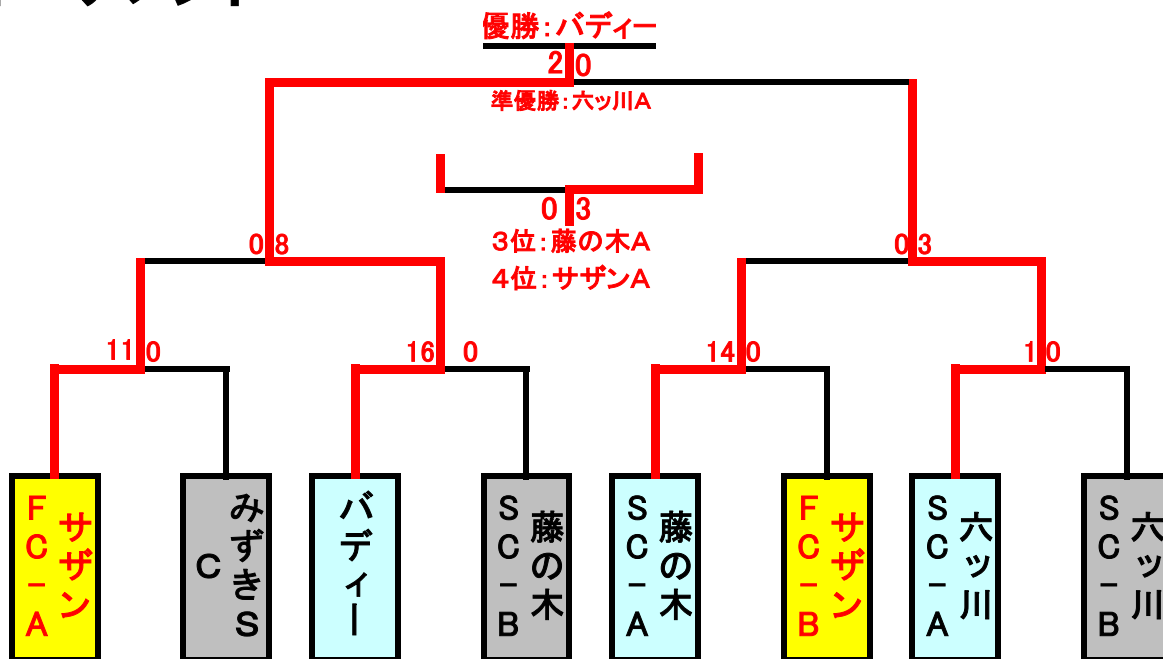 優勝：バディー
2 0
準優勝：六ッ川A
0 3
3位：藤の木A
4位：サザンA
0 8
0 3
11 0
16 0
14 0
1 0
サザン
FC-A
みずきS
C
バディー
藤の木
SC-B
藤の木
SC-A
サザン
FC-B
六ッ川
SC-A
六ッ川
SC-B